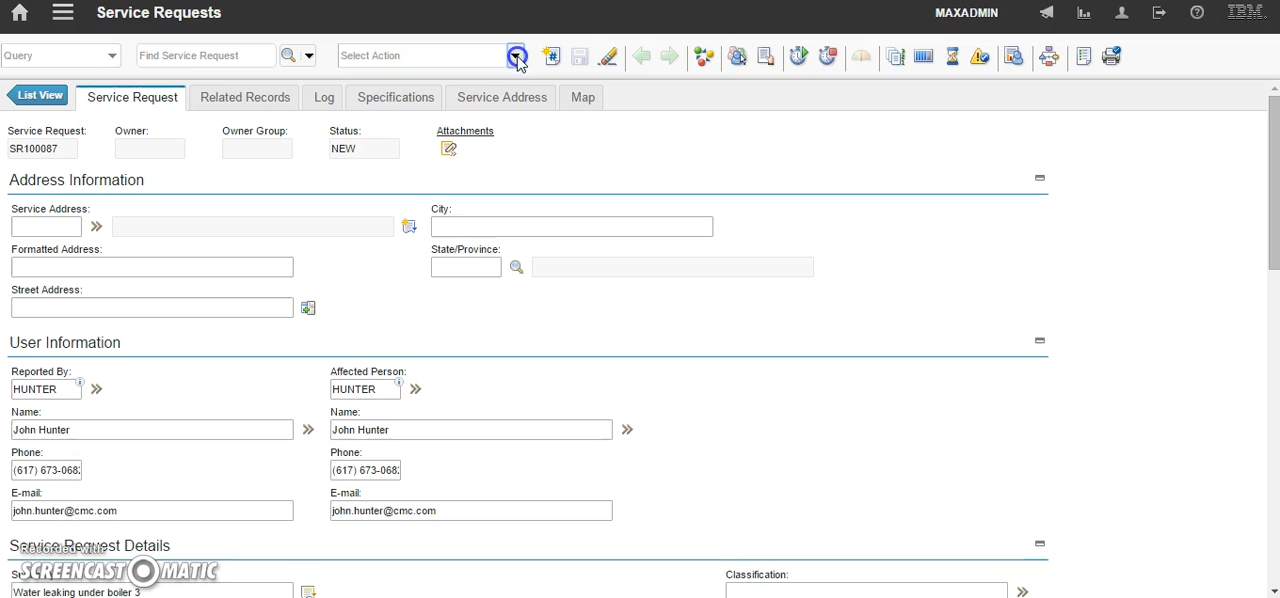 Service Requests
MAXADMIN
IBM.
Query
Find Service Request
Select Action
List View
Service Request
Related Records
Log
Specifications
Service Address
Map
Service Request:
Owner:
Owner Group:
Status:
Attachments
SR100087
NEW
Address Information
Service Address:
City:
Formatted Address:
State/Province:
Street Address:
User Information
Reported By:
Affected Person:
HUNTER
HUNTER
Name:
Name:
John Hunter
John Hunter
Phone:
Phone:
(617) 673-068
(617) 673-068
E-mail:
E-mail:
john.hunter@cmc.com
john.hunter@cmc.com
Service Request Details
Recorded with
SCREENCAST-O-MATIC
Classification:
Water leaking under boiler 3